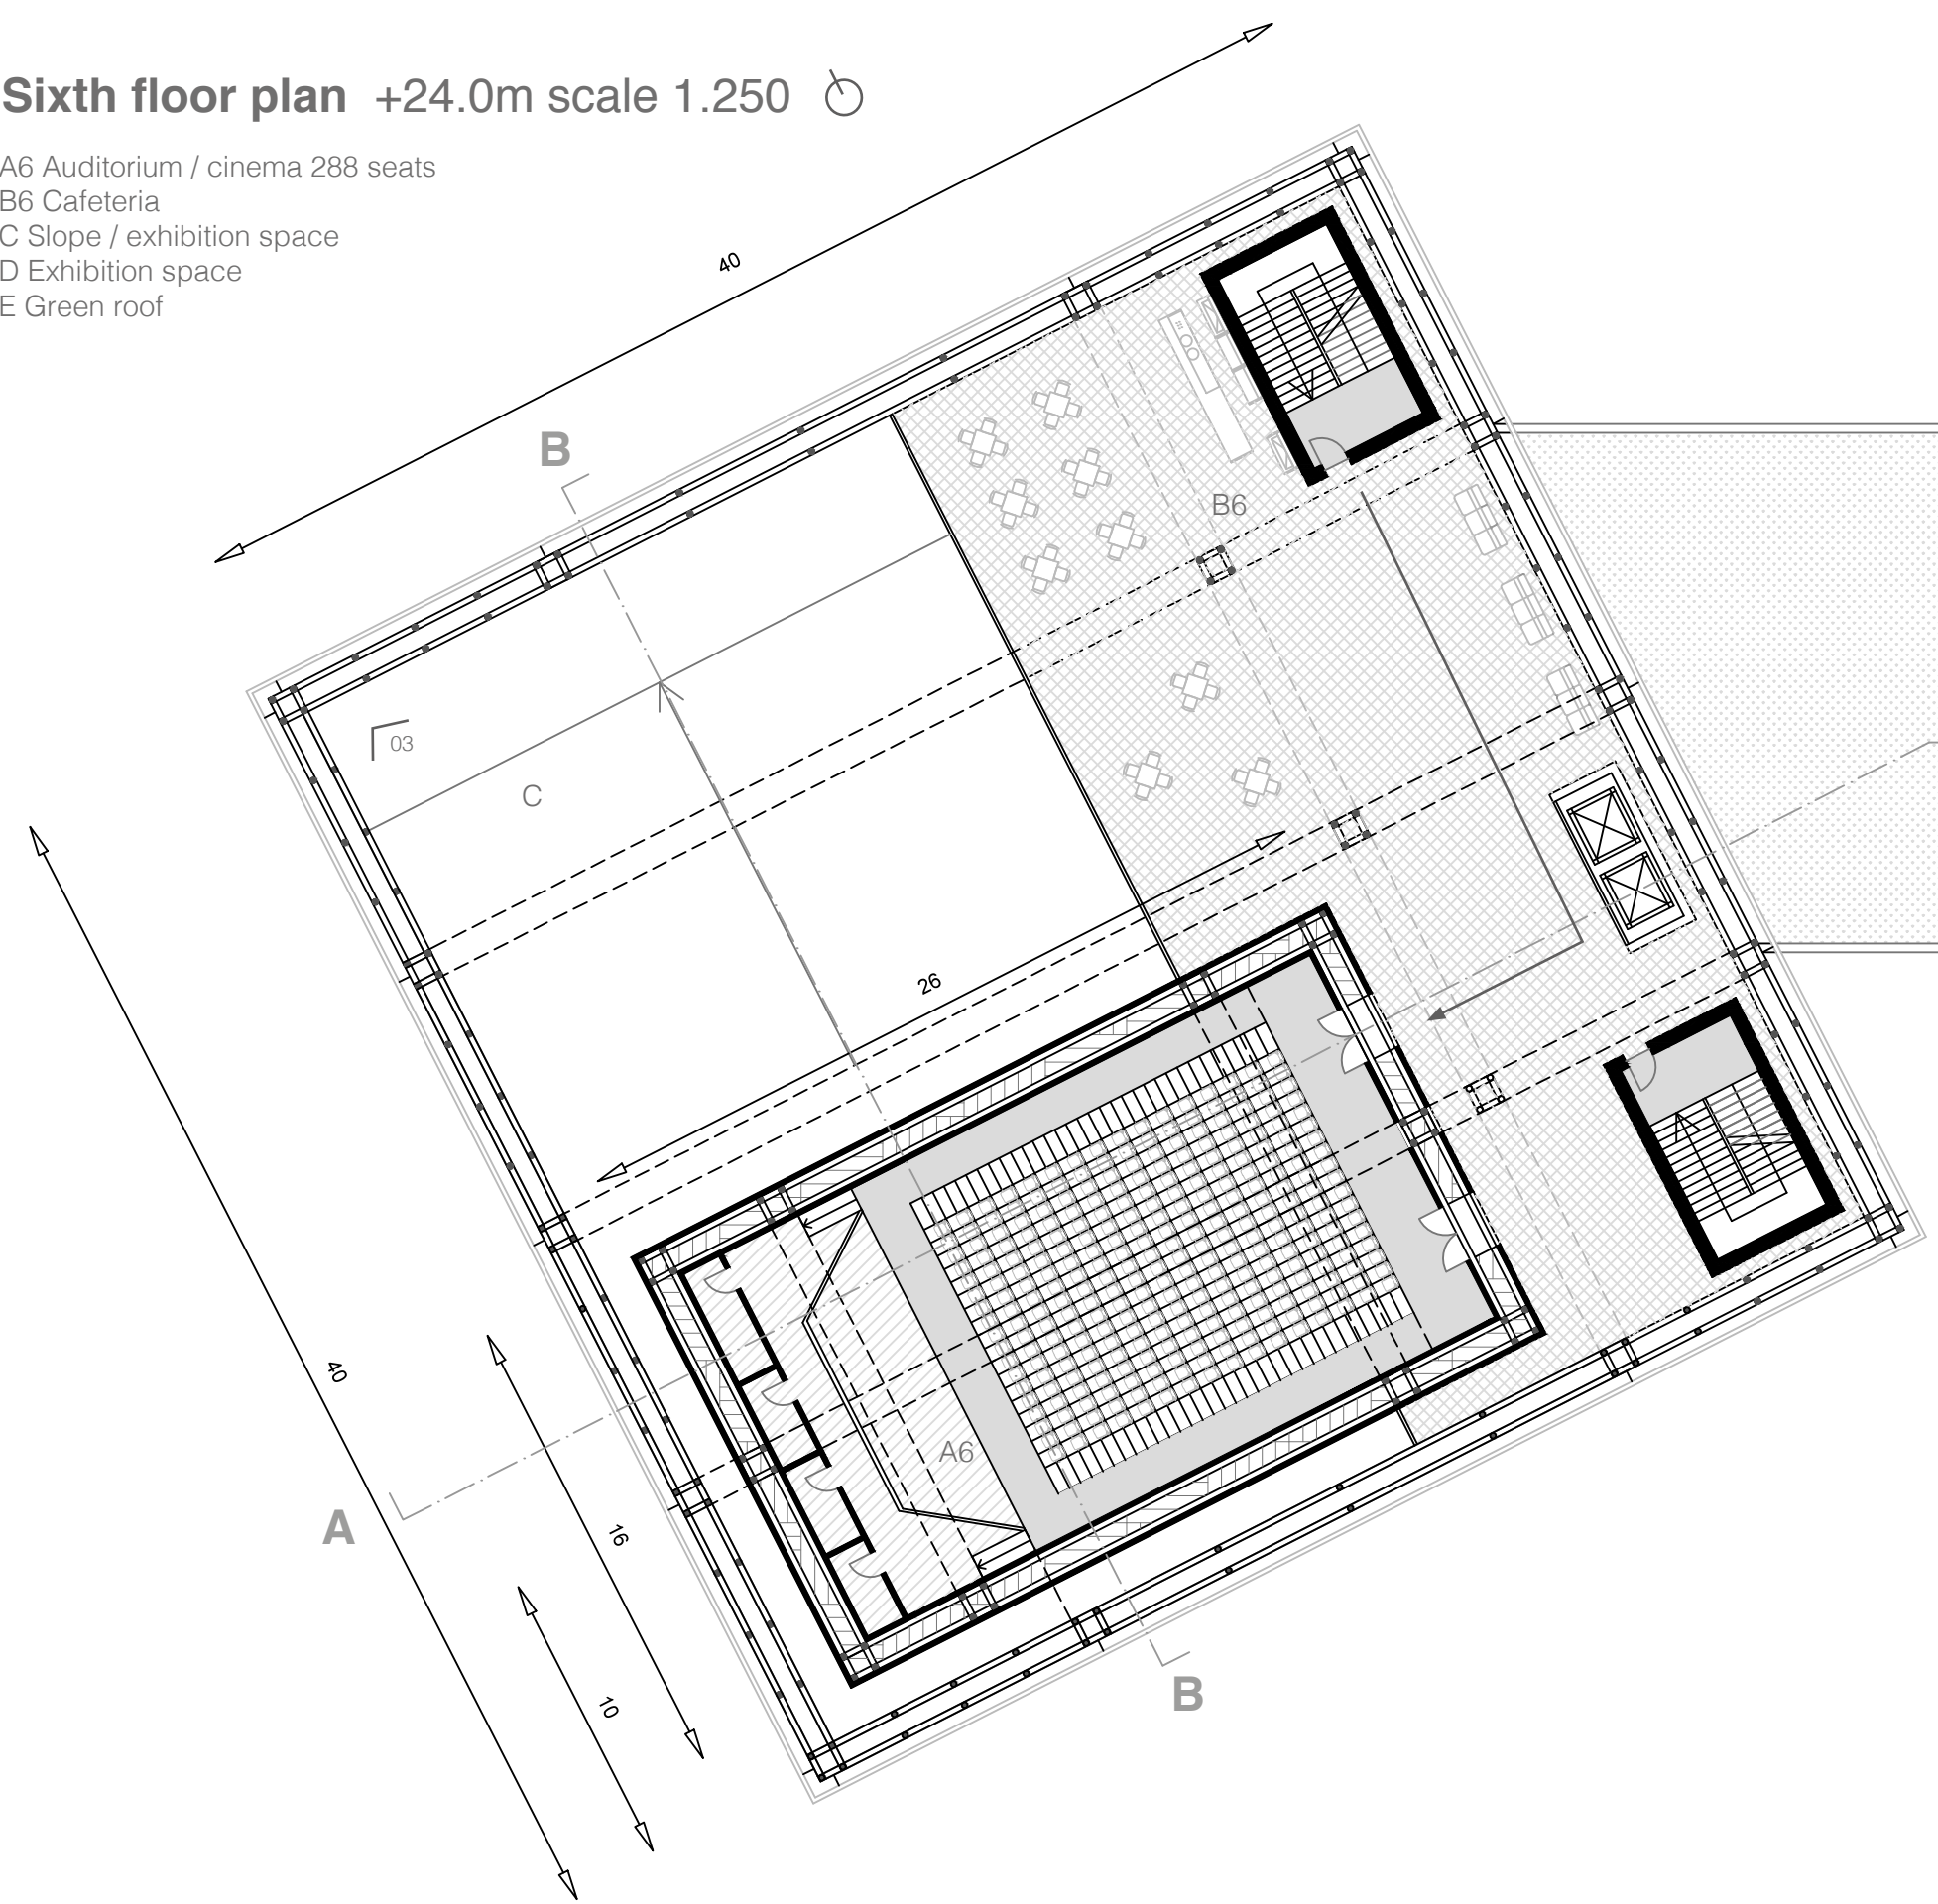 Sixth floor plan +24.0m scale 1.250
A6 Auditorium / cinema 288 seats
B6 Cafeteria
C Slope / exhibition space
D Exhibition space
E Green roof
40
B
B6
03
C
26
40
A6
A
16
B
10